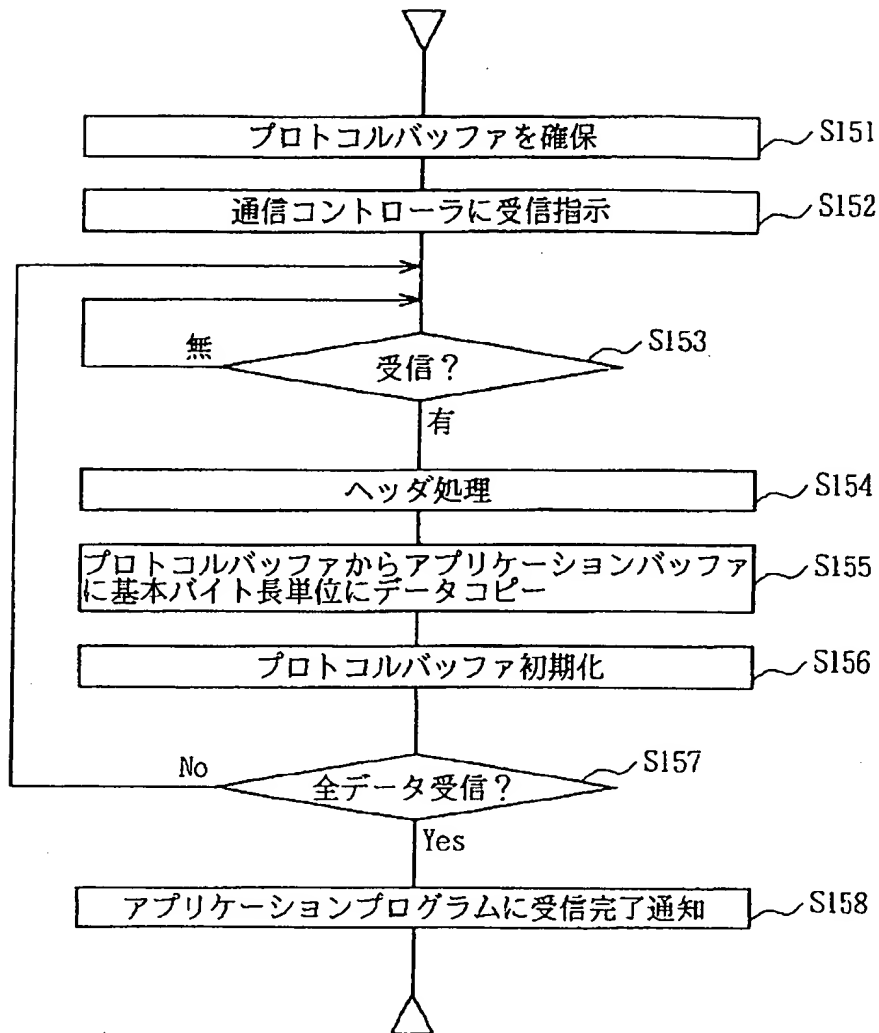 プロトコルバッファを確保
S151
通信コントローラに受信指示
S152
無
受信？
S153
有
ヘッダ処理
S154
プロトコルバッファからアプリケーションバッファ
に基本バイト長単位にデータコピー
S155
プロトコルバッファ初期化
S156
No
全データ受信？
S157
Yes
アプリケーションプログラムに受信完了通知
S158